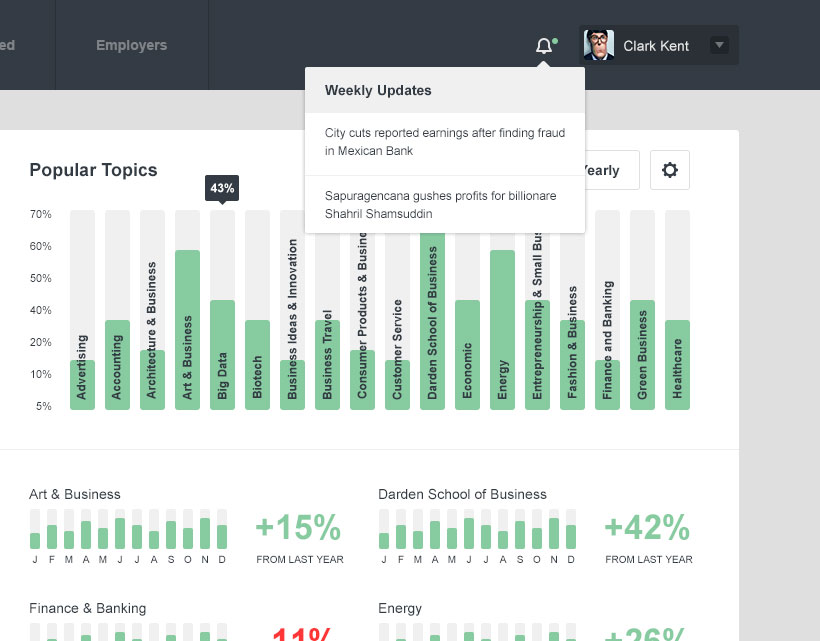 ed
Employers
Clark Kent
Weekly Updates
City cuts reported earnings after finding fraud
in Mexican Bank
Sapuragencana gushes profits for billionare
Shahril Shamsuddin
Popular Topics
43%
Yearly
70%
60%
50%
40%
20%
10%
5%
Advertising
Accounting
Architecture & Business
Art & Business
Big Data
Biotech
Business Ideas & Innovation
Business Travel
Consumer Products & Busine
Customer Service
Darden School of Business
Economic
Energy
Entrepreneurship & Small Bus
Fashion & Business
Finance and Banking
Green Business
Healthcare
Art & Business
J F M A M J J A S O N D
+15%
FROM LAST YEAR
Darden School of Business
J F M A M J J A S O N D
+42%
FROM LAST YEAR
Finance & Banking
11%
Energy
+26%